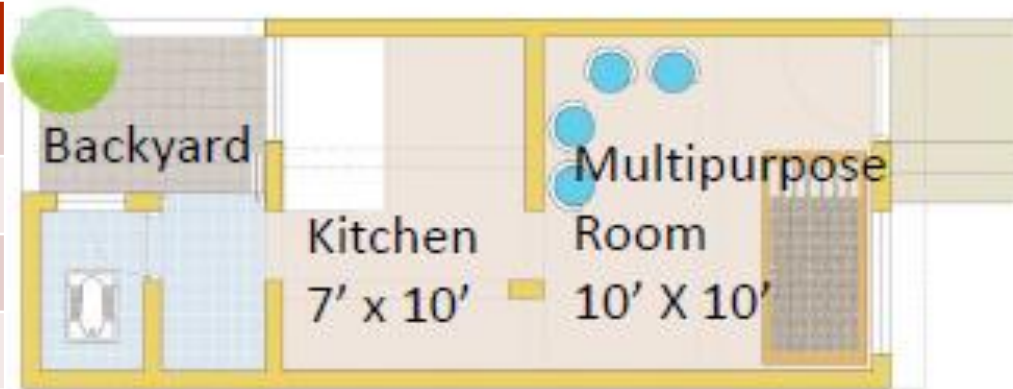 Backyard
Kitchen
7’ x 10’
Multipurpose
Room
10’ X 10’